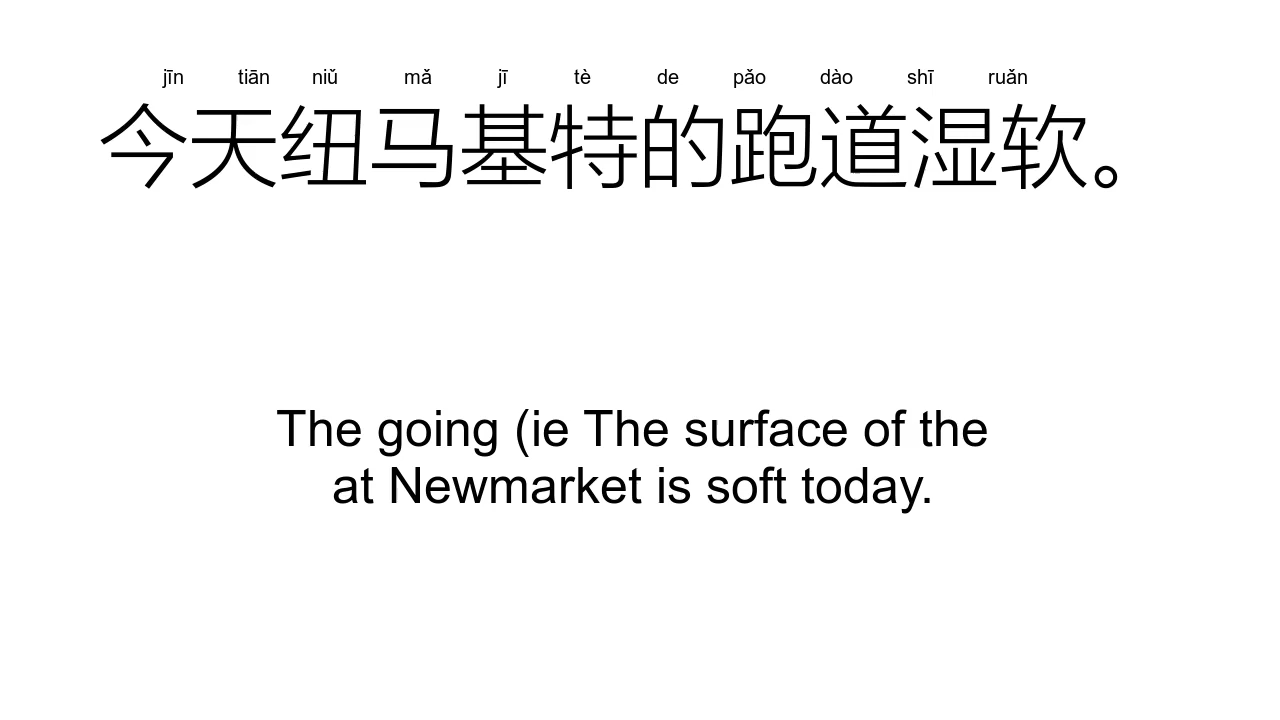 jīn tiān niǔ mǎ jī tè de pǎo dào shī ruǎn
今天纽马基特的跑道湿软。
The going (ie The surface of the
at Newmarket is soft today.